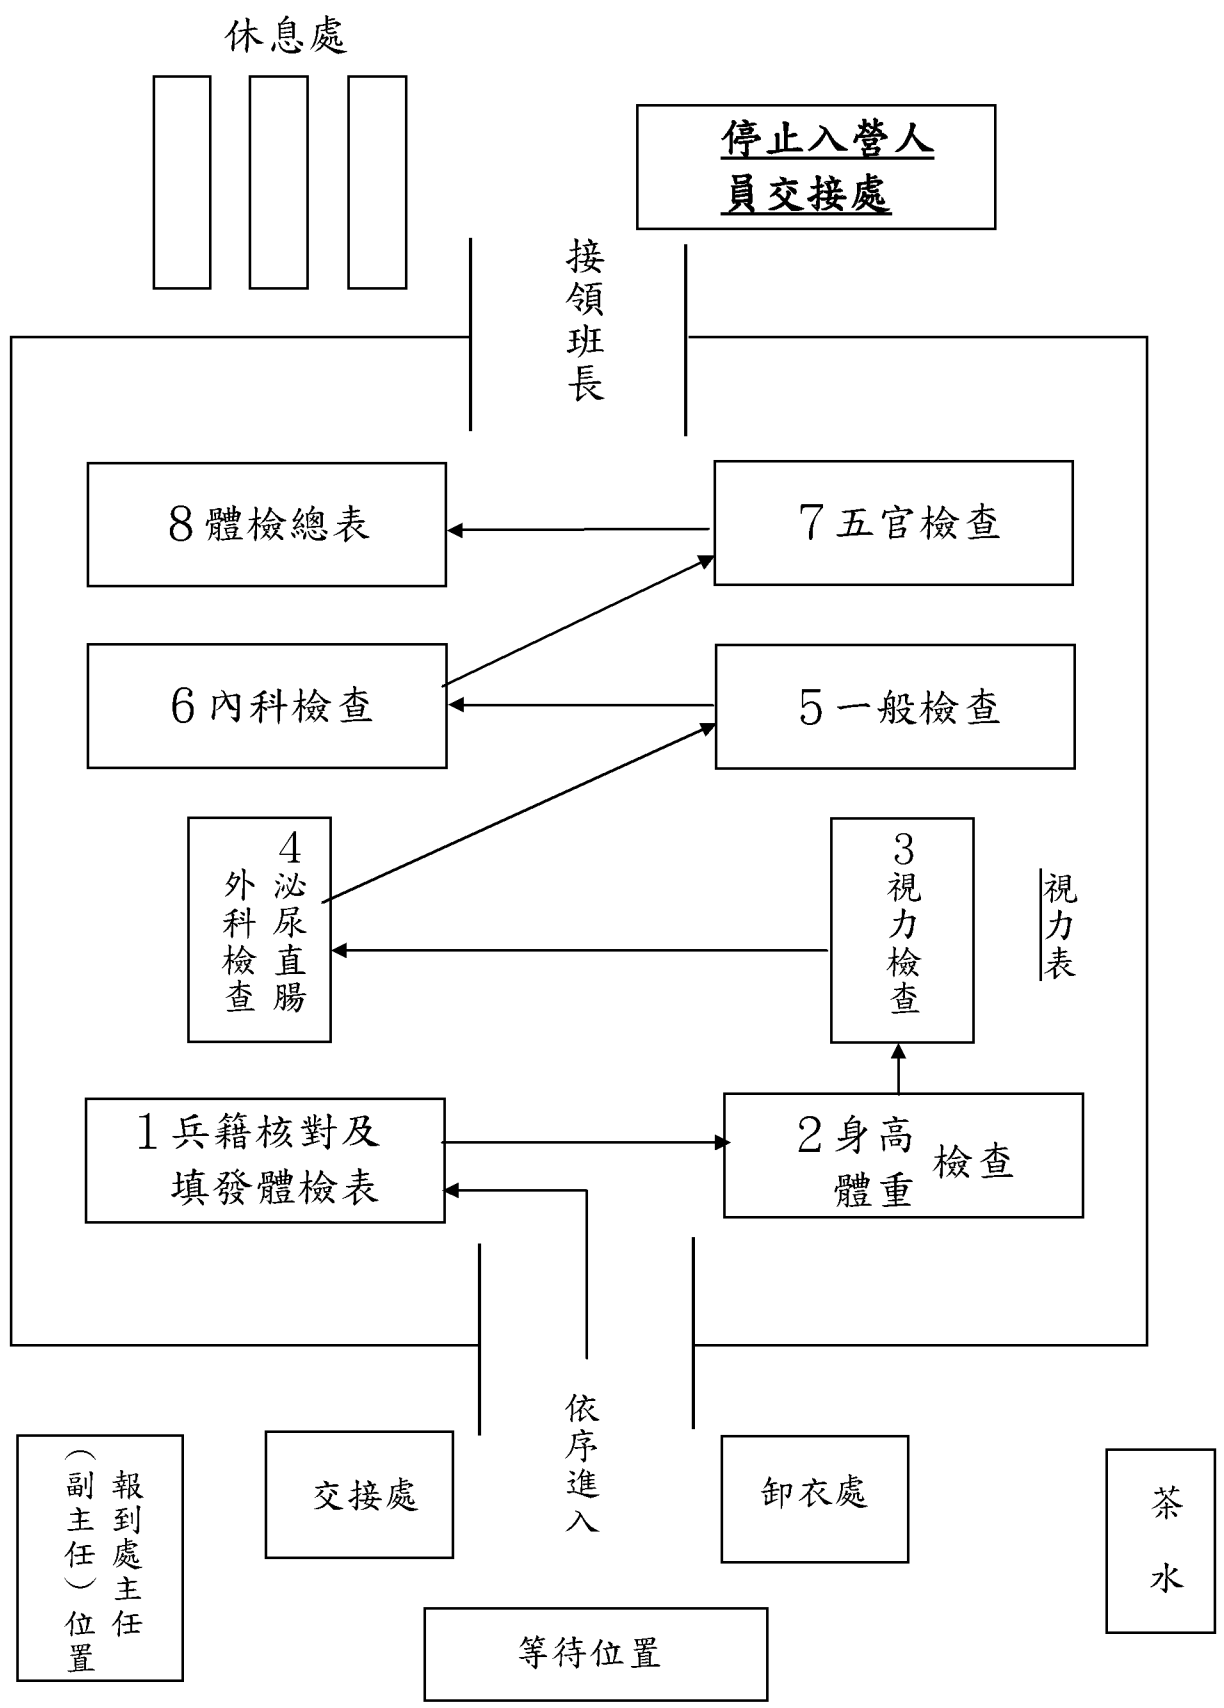 休息處
停止入營人
員交接處
接領班長
8體檢總表
7五官檢查
6內科檢查
5一般檢查
4泌尿直腸
外科檢查
3視力檢查
視力表
1兵籍核對及
填發體檢表
2身高
體重
檢查
依序進入
報到處主任
（副主任）位置
交接處
卸衣處
茶水
等待位置